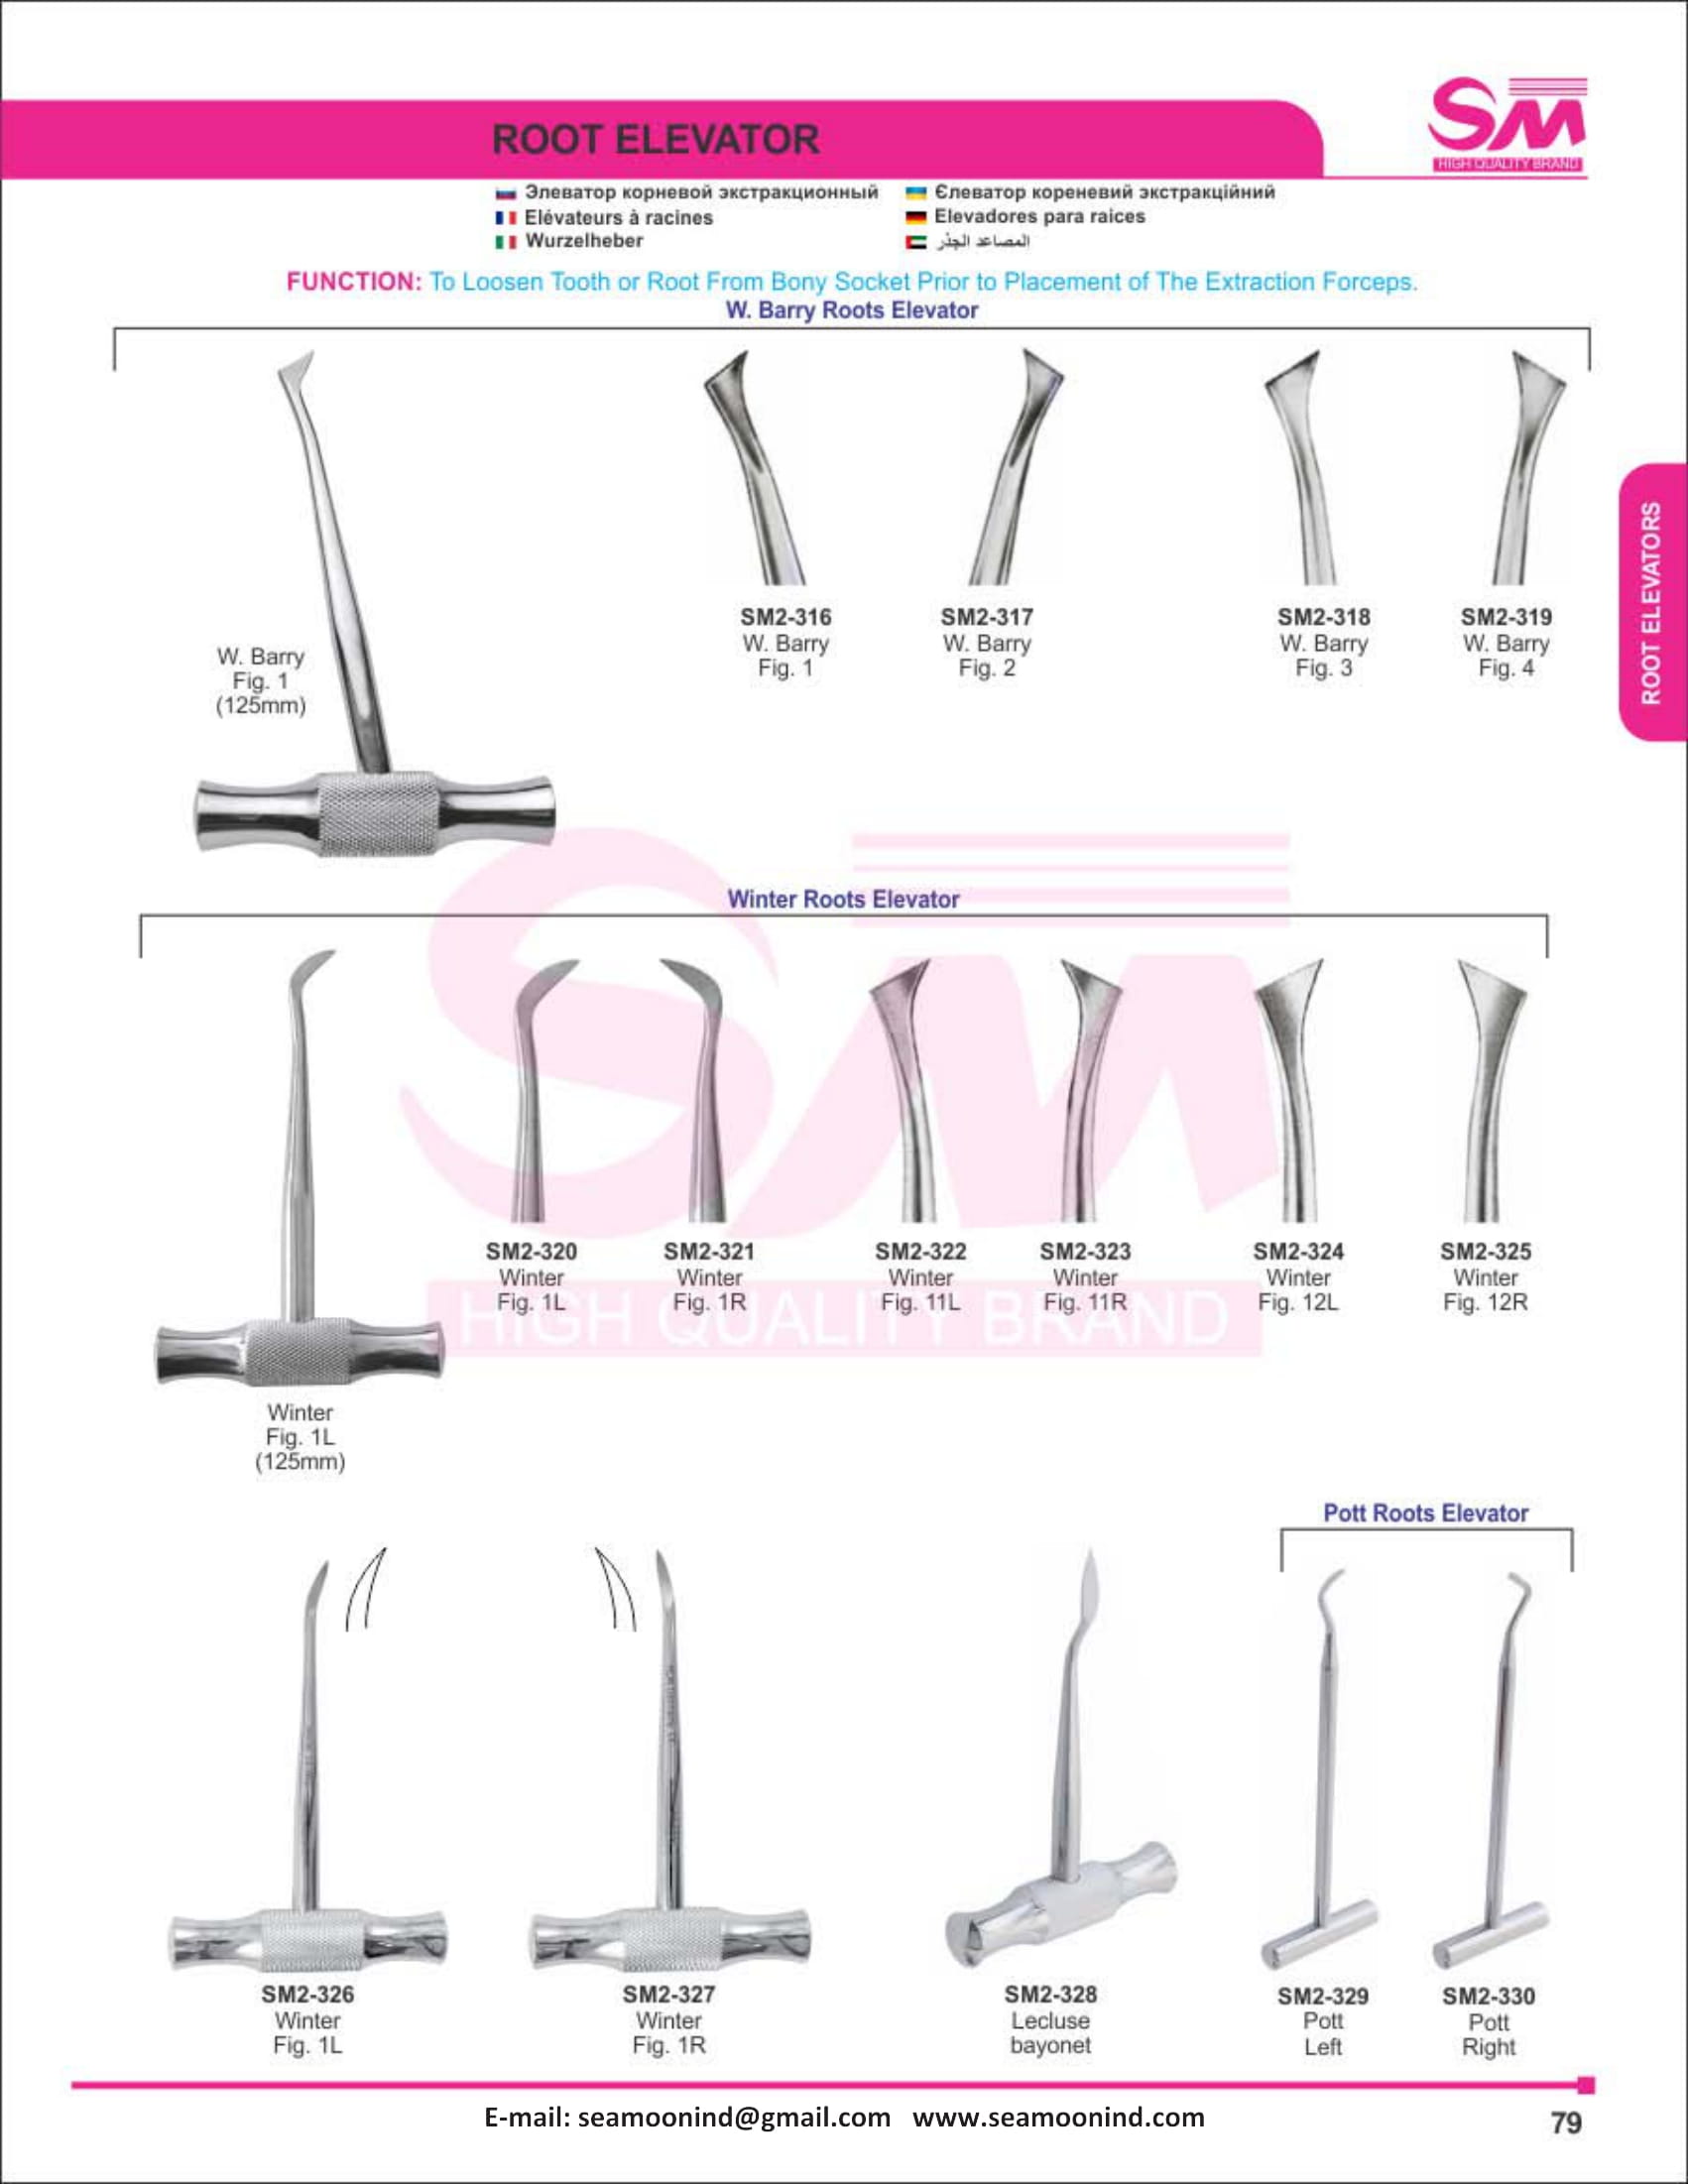 SM
HIGH QUALITY BRAND
ROOT ELEVATOR
Элеватор корневой экстракционный
Єлеватор кореневий экстракційний
Elévateurs à racines
Elevadores para raices
Wurzelheber
المصاعد الجذر
FUNCTION: To Loosen Tooth or Root From Bony Socket Prior to Placement of The Extraction Forceps.
W. Barry Roots Elevator
ROOT ELEVATORS
W. Barry
Fig. 1
(125mm)
SM2-316
W. Barry
Fig. 1
SM2-317
W. Barry
Fig. 2
SM2-318
W. Barry
Fig. 3
SM2-319
W. Barry
Fig. 4
Winter Roots Elevator
SM
HIGH QUALITY BRAND
Winter
Fig. 1L
(125mm)
SM2-320
Winter
Fig. 1L
SM2-321
Winter
Fig. 1R
SM2-322
Winter
Fig. 11L
SM2-323
Winter
Fig. 11R
SM2-324
Winter
Fig. 12L
SM2-325
Winter
Fig. 12R
Pott Roots Elevator
SM2-326
Winter
Fig. 1L
SM2-327
Winter
Fig. 1R
SM2-328
Lecluse
bayonet
SM2-329
Pott
Left
SM2-330
Pott
Right
E-mail: seamoonind@gmail.com www.seamoonind.com
79